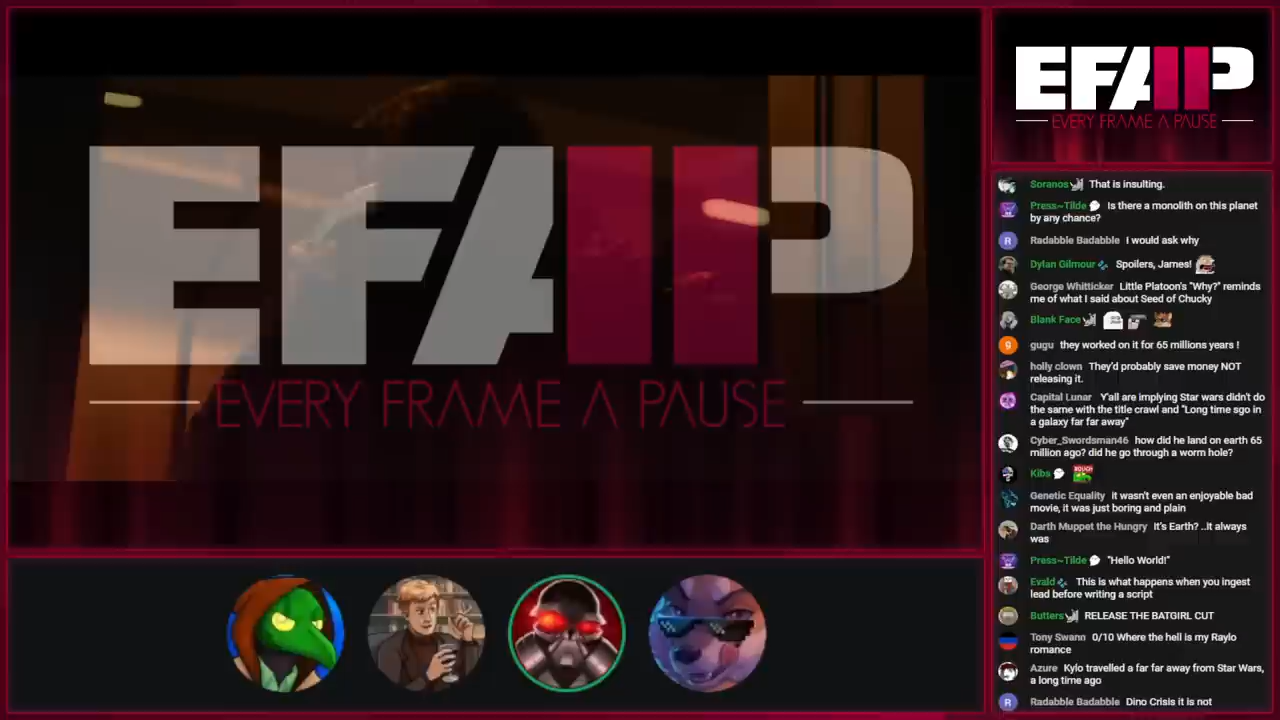 EFAP
EVERY FRAME A PAUSE
EFAP
EVERY FRAME A PAUSE
Soranos That is insulting.
Press~Tilde Is there a monolith on this planet
by any chance?
R Radabble Badabble I would ask why
Dylan Gilmour Spoilers, James!
George Whitticker Little Platoon's "Why?" reminds
me of what I said about Seed of Chucky
Blank Face
g gugu they worked on it for 65 millions years !
holly clown They'd probably save money NOT
releasing it.
Capital Lunar Y'all are implying Star wars didn't do
the same with the title crawl and "Long time sgo in
a galaxy far far away"
Cyber_Swordsman46 how did he land on earth 65
million ago? did he go through a worm hole?
Kibs ROUGH
Genetic Equality it wasn't even an enjoyable bad
movie, it was just boring and plain
Darth Muppet the Hungry It's Earth? ..It always
was
Press~Tilde "Hello World!"
Evald This is what happens when you ingest
lead before writing a script
Butters RELEASE THE BATGIRL CUT
Tony Swann 0/10 Where the hell is my Raylo
romance
Azure Kylo travelled a far far away from Star Wars,
a long time ago
R Radabble Badabble Dino Crisis it is not